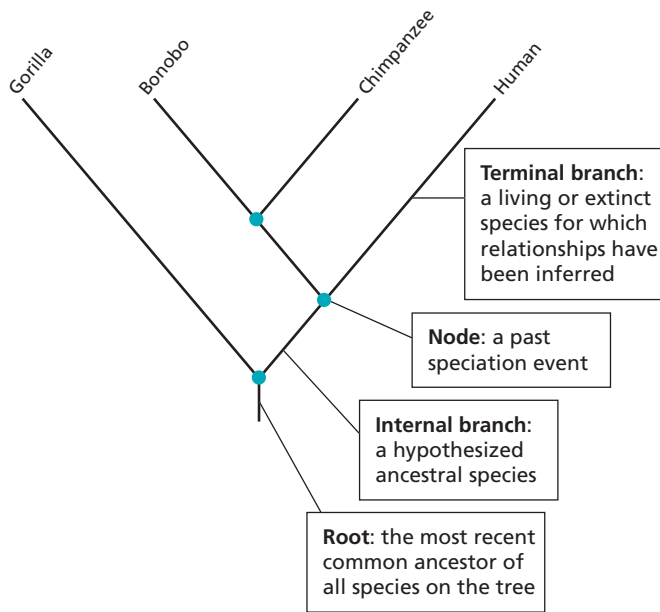 Gorilla
Bonobo
Chimpanzee
Human
Terminal branch:
a living or extinct
species for which
relationships have
been inferred
Node: a past
speciation event
Internal branch:
a hypothesized
ancestral species
Root: the most recent
common ancestor of
all species on the tree